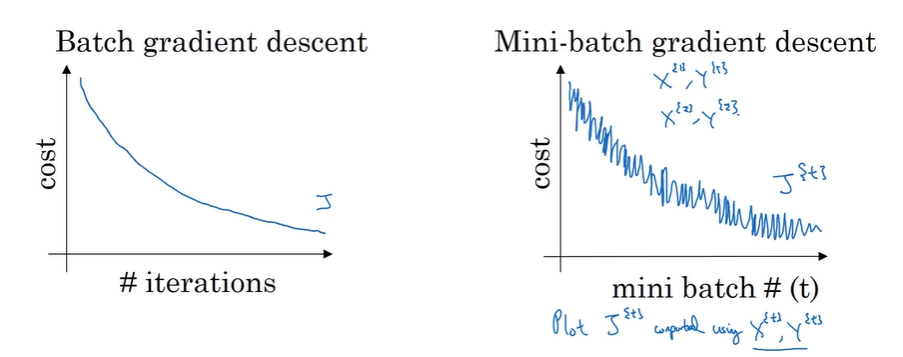 Batch gradient descent
cost
J
# iterations
Mini-batch gradient descent
X^{1}, Y^{1}
X^{2}, Y^{2}.
cost
J^{t}
mini batch # (t)
Plot J^{t} computed using X^{t}, Y^{t}